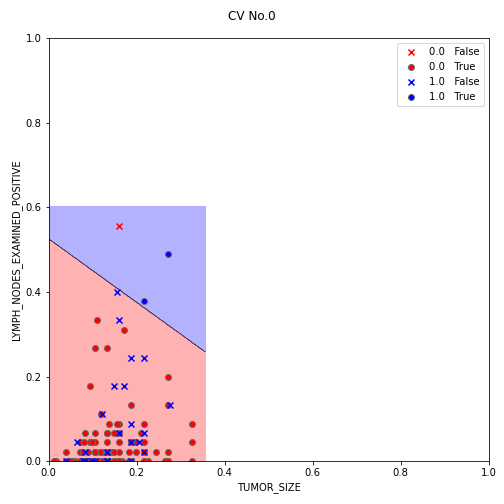 CV No.0
1.0
0.8
0.6
0.4
0.2
0.0
LYMPH_NODES_EXAMINED_POSITIVE
0.0 False
0.0 True
1.0 False
1.0 True
0.0 0.2 0.4 0.6 0.8 1.0
TUMOR_SIZE